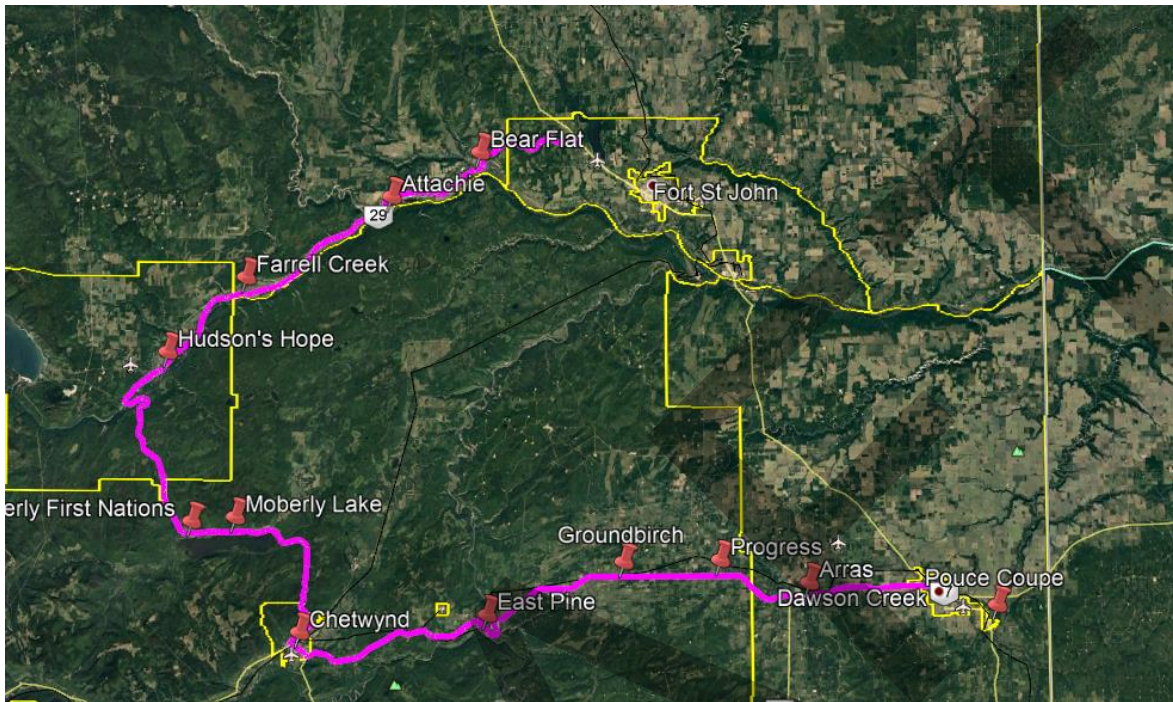 Bear Flat
Attachie
Fort St John
29
Farrell Creek
Hudson's Hope
erly First Nations
Moberly Lake
Groundbirch
Progress
Arras
Pouce Coupe
Dawson Creek
7
East Pine
Chetwynd